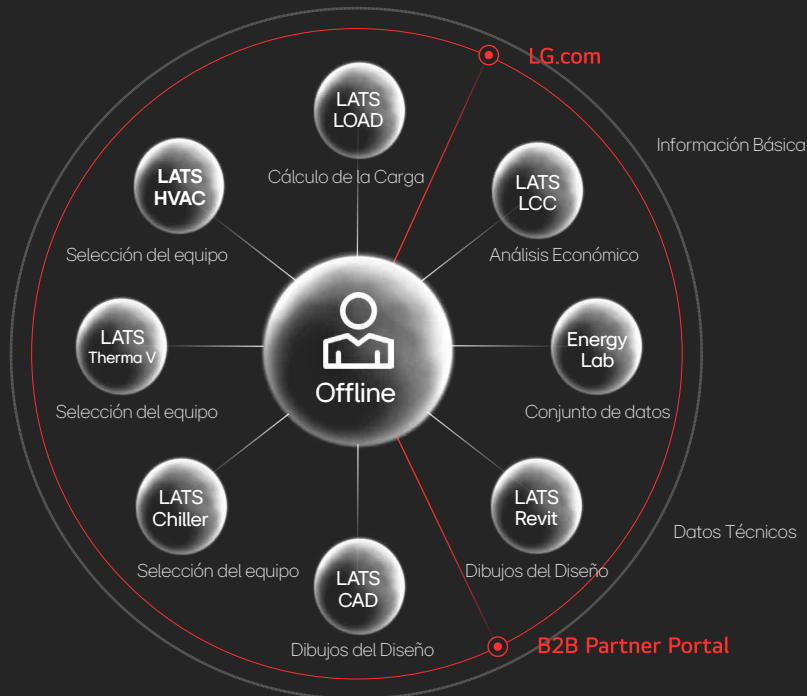 LG.com
LATS
LOAD
Cálculo de la Carga
Información Básica
LATS
HVAC
Selección del equipo
LATS
LCC
Análisis Económico
LATS
Therma V
Selección del equipo
Offline
Energy
Lab
Conjunto de datos
LATS
Chiller
Selección del equipo
LATS
Revit
Dibujos del Diseño
Datos Técnicos
LATS
CAD
Dibujos del Diseño
B2B Partner Portal